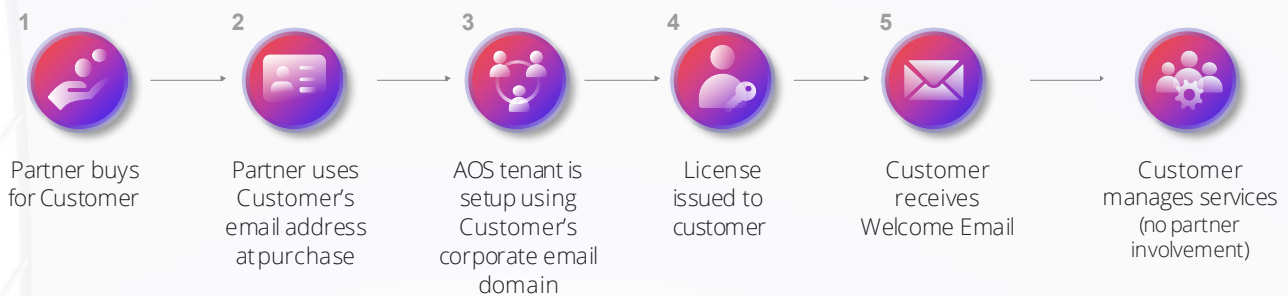 1
Partner buys
for Customer
2
Partner uses
Customer's
email address
at purchase
3
AOS tenant is
setup using
Customer's
corporate email
domain
4
License
issued to
customer
5
Customer
receives
Welcome Email
Customer
manages services
(no partner
involvement)